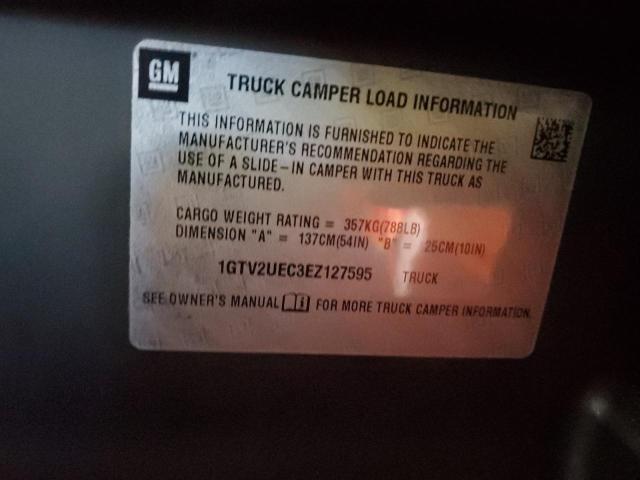 GM
TRUCK CAMPER LOAD INFORMATION
THIS INFORMATION IS FURNISHED TO INDICATE THE
MANUFACTURER'S RECOMMENDATION REGARDING THE
USE OF A SLIDE-IN CAMPER WITH THIS TRUCK AS
MANUFACTURED.
CARGO WEIGHT RATING = 357KG(788LB)
DIMENSION "A" = 137CM(54IN) "B" = 25CM(10IN)
1GTV2UEC3EZ127595 TRUCK
SEE OWNER'S MANUAL FOR MORE TRUCK CAMPER INFORMATION.